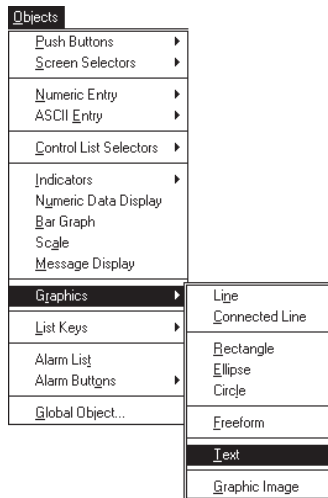 Objects
Push Buttons
Screen Selectors
Numeric Entry
ASCII Entry
Control List Selectors
Indicators
Numeric Data Display
Bar Graph
Scale
Message Display
Graphics
List Keys
Alarm List
Alarm Buttons
Global Object...
Line
Connected Line
Rectangle
Ellipse
Circle
Freeform
Text
Graphic Image